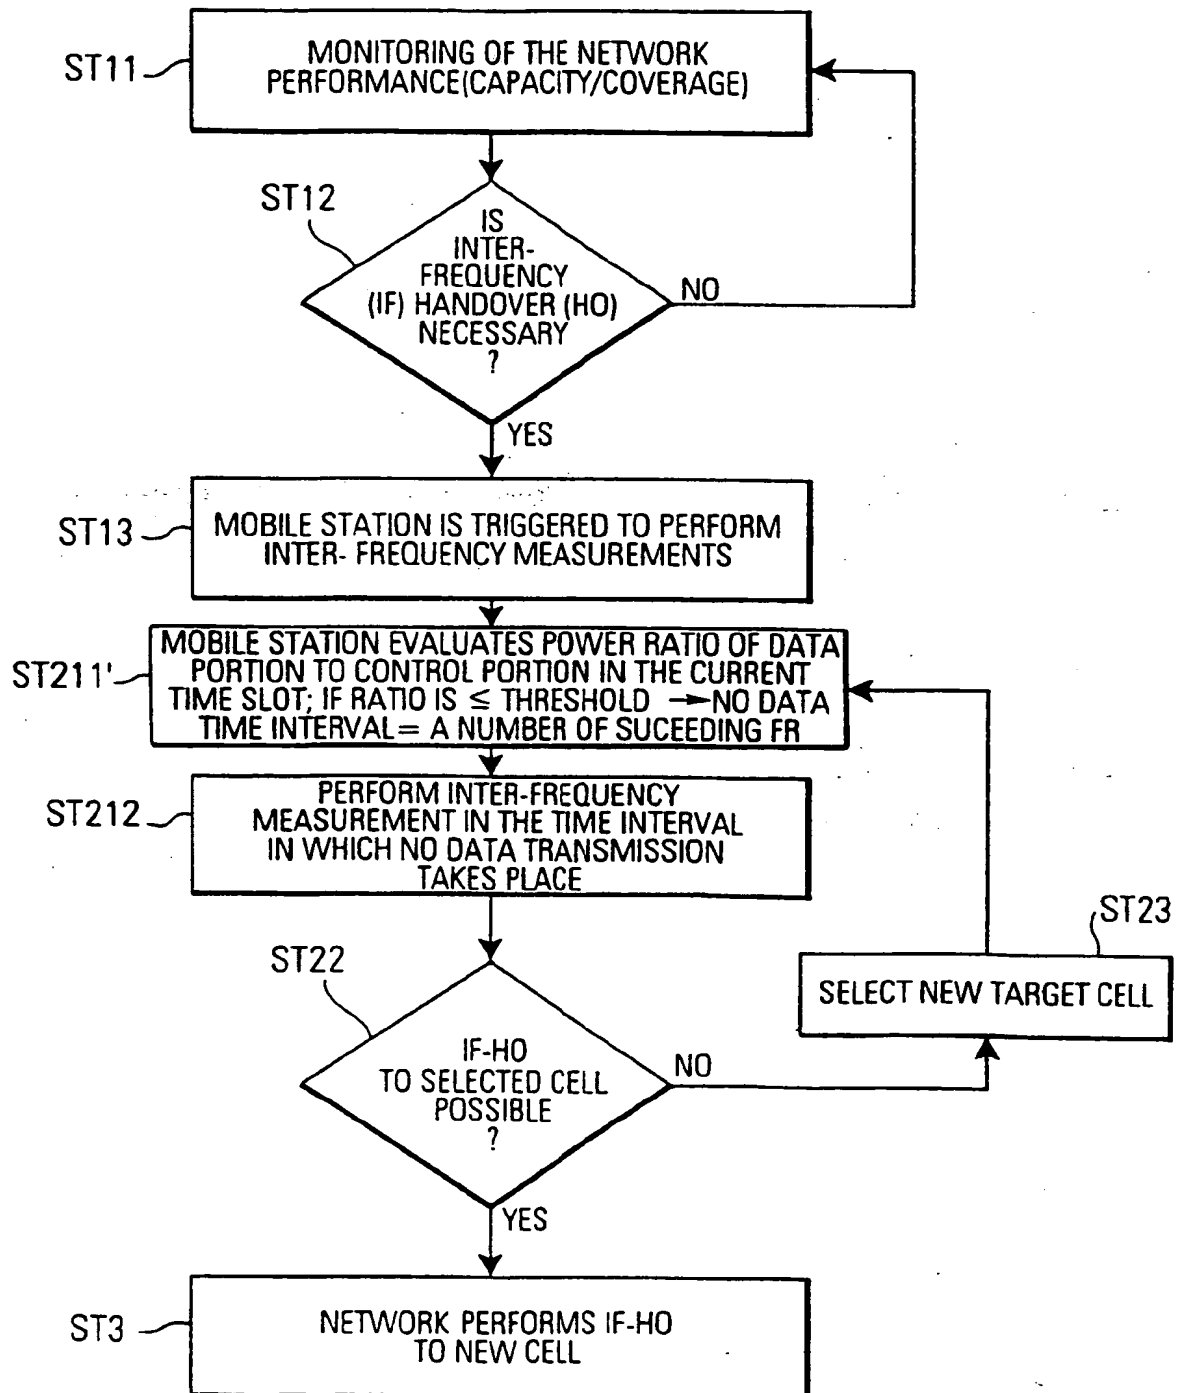 ST11
MONITORING OF THE NETWORK
PERFORMANCE(CAPACITY/COVERAGE)
ST12
IS
INTER-
FREQUENCY
(IF) HANDOVER (HO)
NECESSARY
?
NO
YES
ST13
MOBILE STATION IS TRIGGERED TO PERFORM
INTER- FREQUENCY MEASUREMENTS
ST211'
MOBILE STATION EVALUATES POWER RATIO OF DATA
PORTION TO CONTROL PORTION IN THE CURRENT
TIME SLOT; IF RATIO IS ≤ THRESHOLD → NO DATA
TIME INTERVAL= A NUMBER OF SUCEEDING FR
ST212
PERFORM INTER-FREQUENCY
MEASUREMENT IN THE TIME INTERVAL
IN WHICH NO DATA TRANSMISSION
TAKES PLACE
ST23
SELECT NEW TARGET CELL
ST22
IF-HO
TO SELECTED CELL
POSSIBLE
?
NO
YES
ST3
NETWORK PERFORMS IF-HO
TO NEW CELL